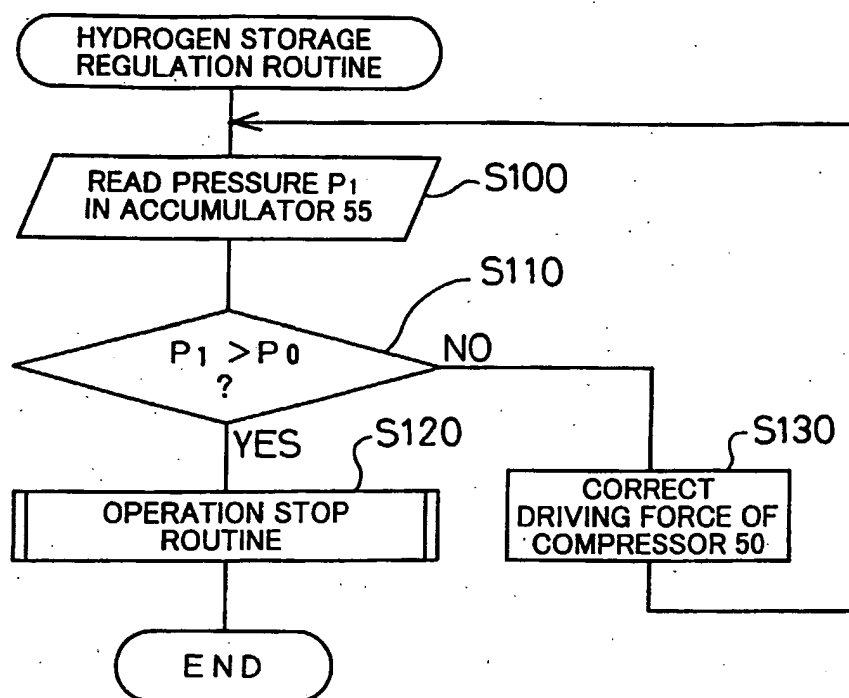 HYDROGEN STORAGE
REGULATION ROUTINE
READ PRESSURE P1
IN ACCUMULATOR 55
S100
S110
P1 > P0
?
NO
YES
S120
OPERATION STOP
ROUTINE
S130
CORRECT
DRIVING FORCE OF
COMPRESSOR 50
END